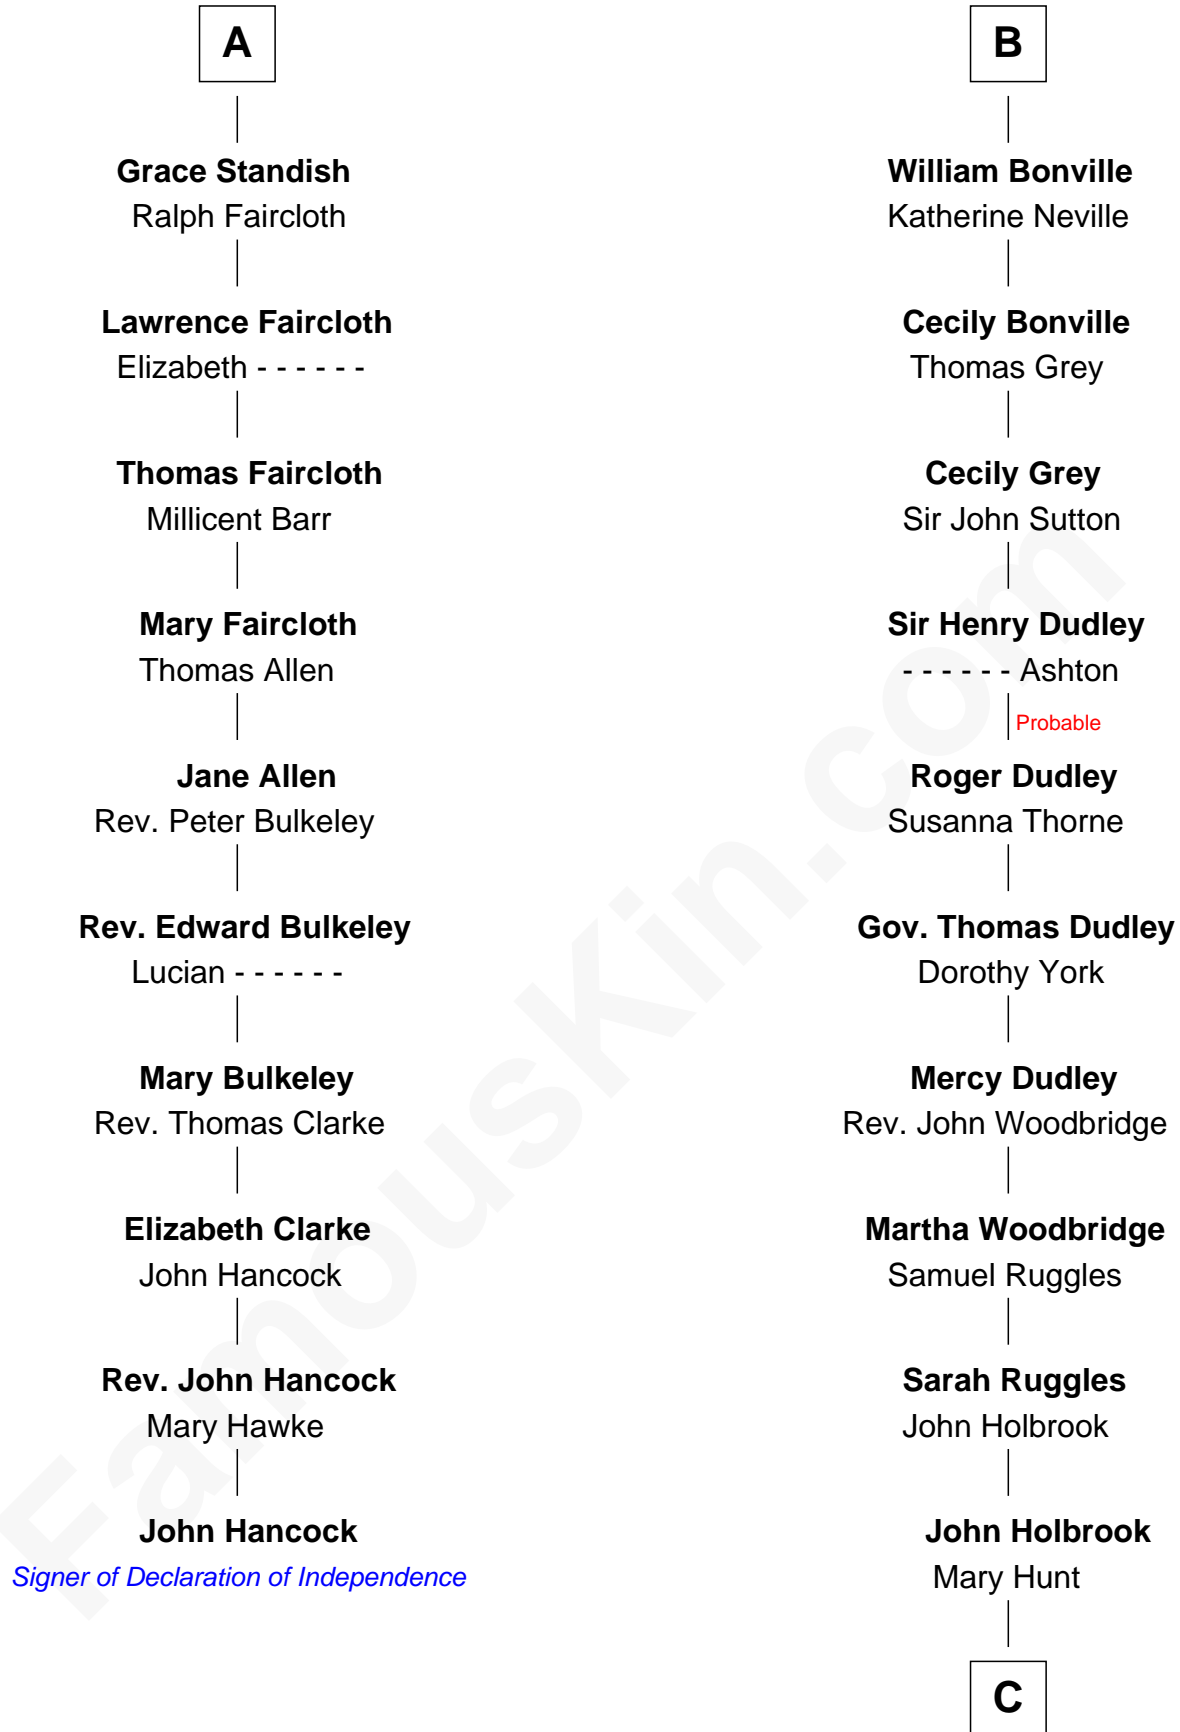 A
Grace Standish
Ralph Faircloth
Lawrence Faircloth
Elizabeth - - - - - -
Thomas Faircloth
Millicent Barr
Mary Faircloth
Thomas Allen
Jane Allen
Rev. Peter Bulkeley
Rev. Edward Bulkeley
Lucian - - - - - -
Mary Bulkeley
Rev. Thomas Clarke
Elizabeth Clarke
John Hancock
Rev. John Hancock
Mary Hawke
John Hancock
Signer of Declaration of Independence
B
William Bonville
Katherine Neville
Cecily Bonville
Thomas Grey
Cecily Grey
Sir John Sutton
Sir Henry Dudley
- - - - - - Ashton
Probable
Roger Dudley
Susanna Thorne
Gov. Thomas Dudley
Dorothy York
Mercy Dudley
Rev. John Woodbridge
Martha Woodbridge
Samuel Ruggles
Sarah Ruggles
John Holbrook
John Holbrook
Mary Hunt
C
FamousKin.com